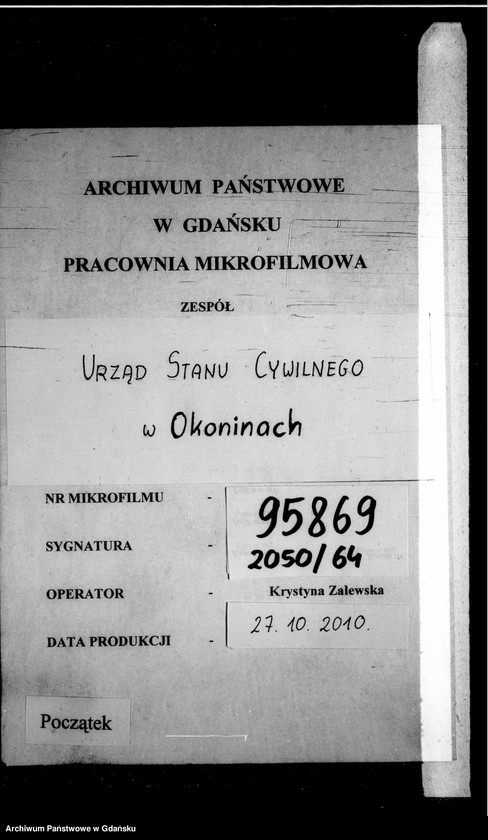 ARCHIWUM PAŃSTWOWE
W GDAŃSKU
PRACOWNIA MIKROFILMOWA
ZESPÓŁ
URZĄD STANU CYWILNEGO
w Okoninach
NR MIKROFILMU - 95869
SYGNATURA - 2050/64
OPERATOR - Krystyna Zalewska
DATA PRODUKCJI - 27.10.2010.
Początek
Archiwum Państwowe w Gdańsku